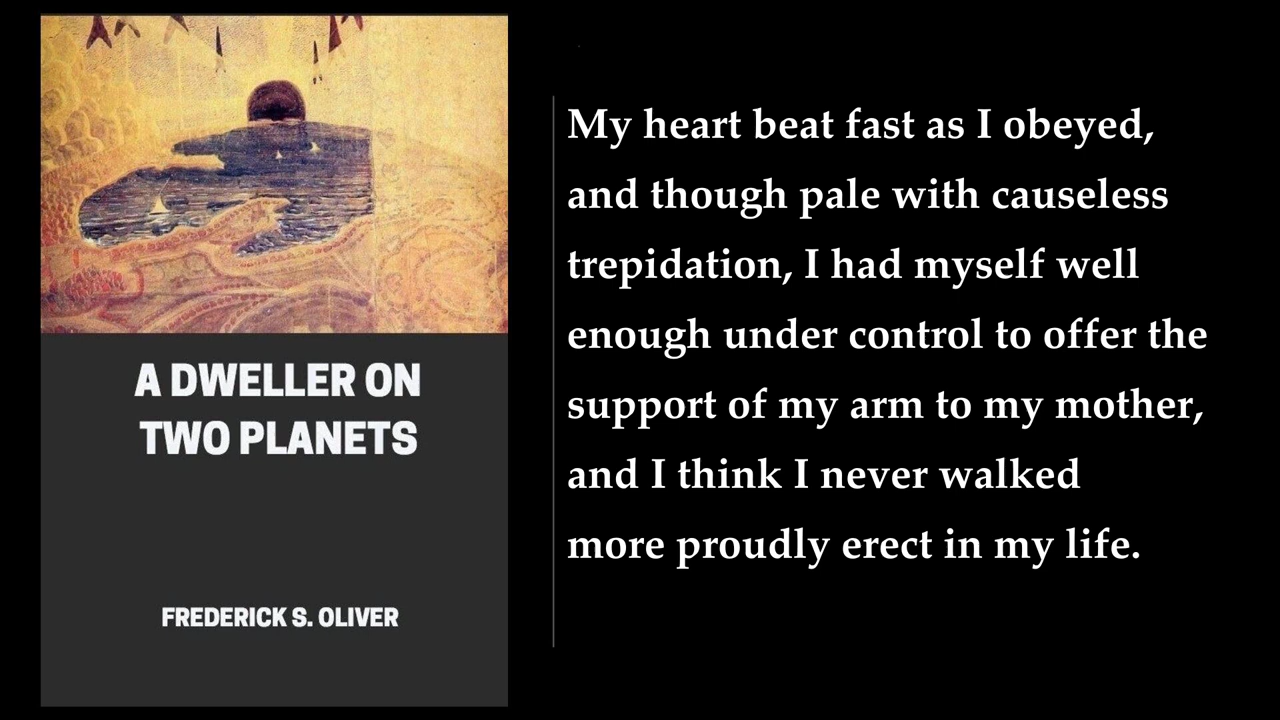 A DWELLER ON
TWO PLANETS
FREDERICK S. OLIVER
My heart beat fast as I obeyed,
and though pale with causeless
trepidation, I had myself well
enough under control to offer the
support of my arm to my mother,
and I think I never walked
more proudly erect in my life.